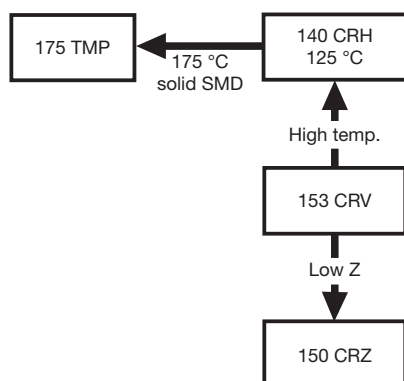 175 TMP
140 CRH
125 °C
175 °C
solid SMD
High temp.
153 CRV
Low Z
150 CRZ